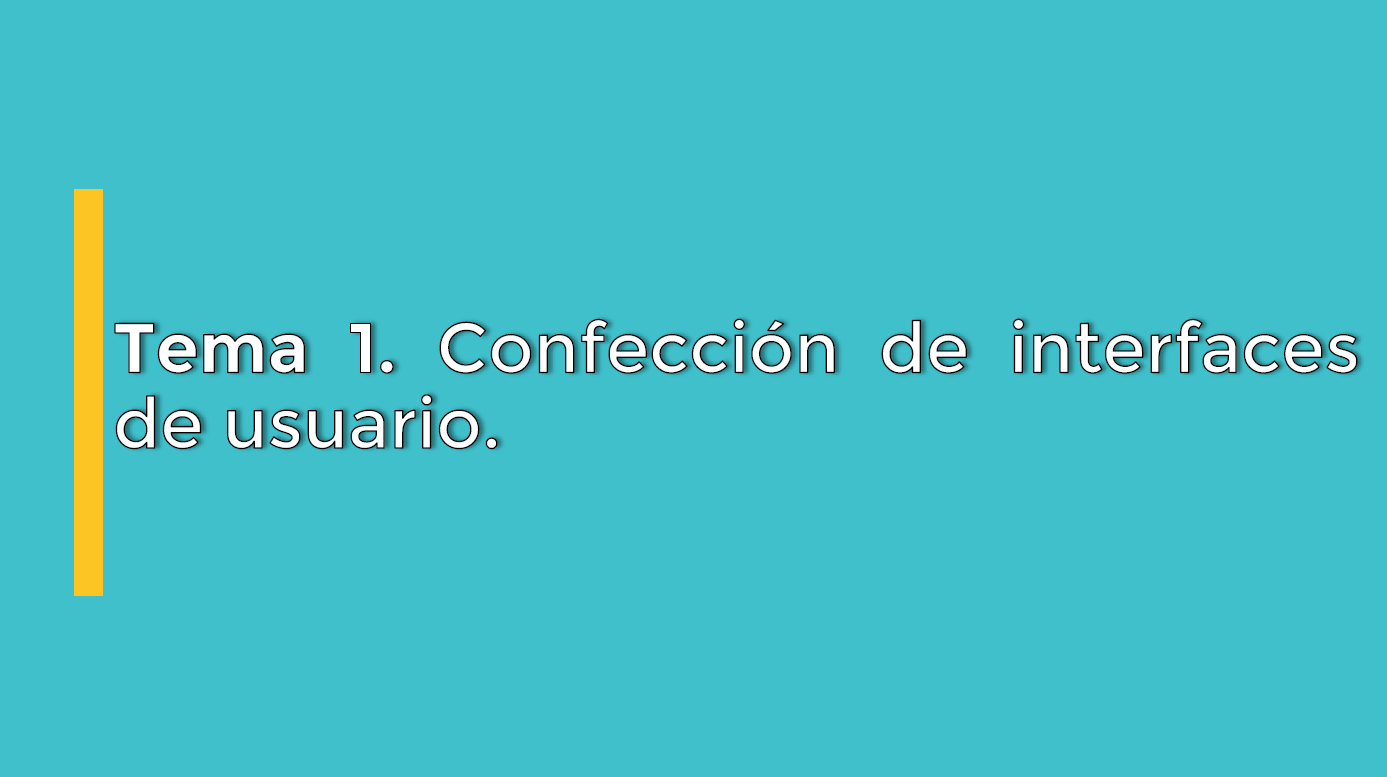 Tema 1. Confección de interfaces
de usuario.